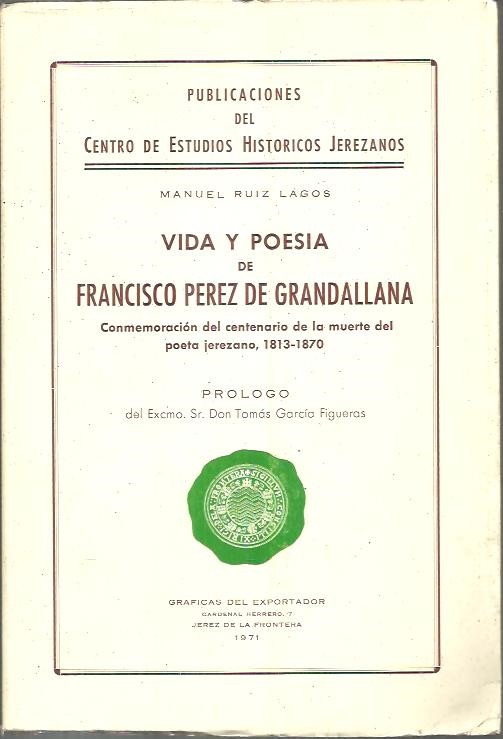 PUBLICACIONES
DEL
CENTRO DE ESTUDIOS HISTORICOS JEREZANOS
MANUEL RUIZ LAGOS
VIDA Y POESIA
DE
FRANCISCO PEREZ DE GRANDALLANA
Conmemoración del centenario de la muerte del
poeta jerezano, 1813-1870
PROLOGO
del Excmo. Sr. Don Tomás García Figueras
GRAFICAS DEL EXPORTADOR
CARDENAL HERRERO, 7
JEREZ DE LA FRONTERA
1971